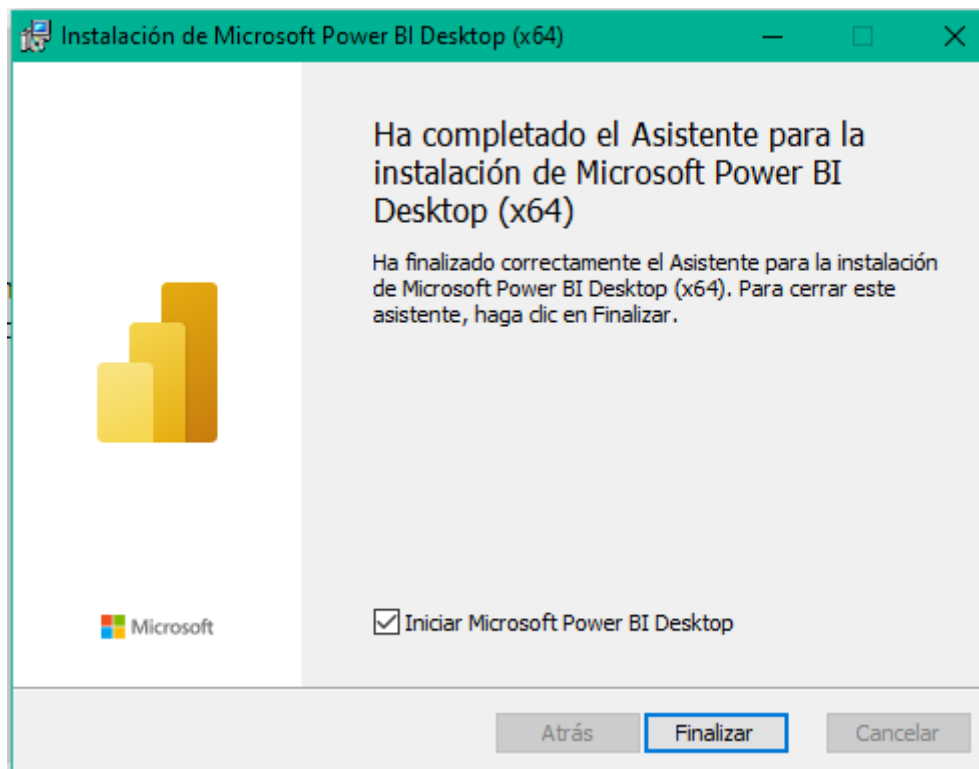 Instalación de Microsoft Power BI Desktop (x64)
Ha completado el Asistente para la
instalación de Microsoft Power BI
Desktop (x64)
Ha finalizado correctamente el Asistente para la instalación
de Microsoft Power BI Desktop (x64). Para cerrar este
asistente, haga clic en Finalizar.
Microsoft
Iniciar Microsoft Power BI Desktop
Atrás
Finalizar
Cancelar